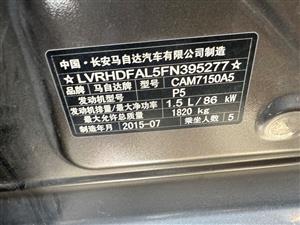 中国·长安马自达汽车有限公司制造
★LVRHDFAL5FN395277★
品牌 马自达牌 型号 CAM7150A5
发动机型号 P5
发动机排量/最大净功率 1.5 L/86 kW
最大允许总质量 1820 kg
制造年月 2015-07 乘坐人数 5